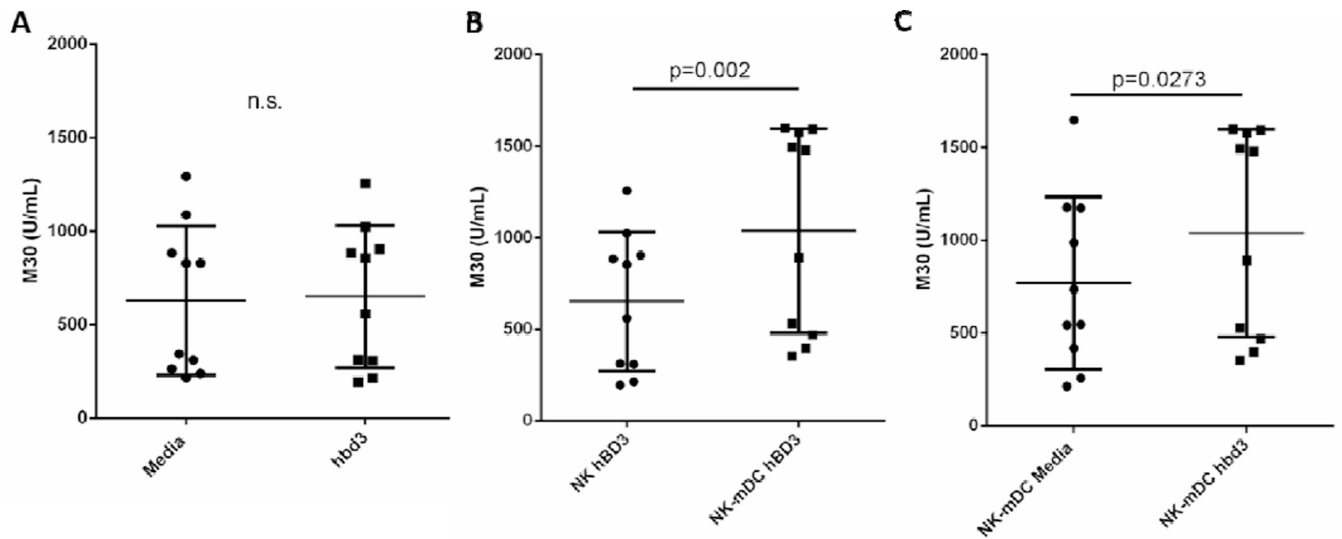 A
M30 (U/mL)
2000
1500
1000
500
0
n.s.
Media
hbd3
B
M30 (U/mL)
2000
1500
1000
500
0
p=0.002
NK hBD3
NK-mDC hBD3
C
M30 (U/mL)
2000
1500
1000
500
0
p=0.0273
NK-mDC Media
NK-mDC hbd3